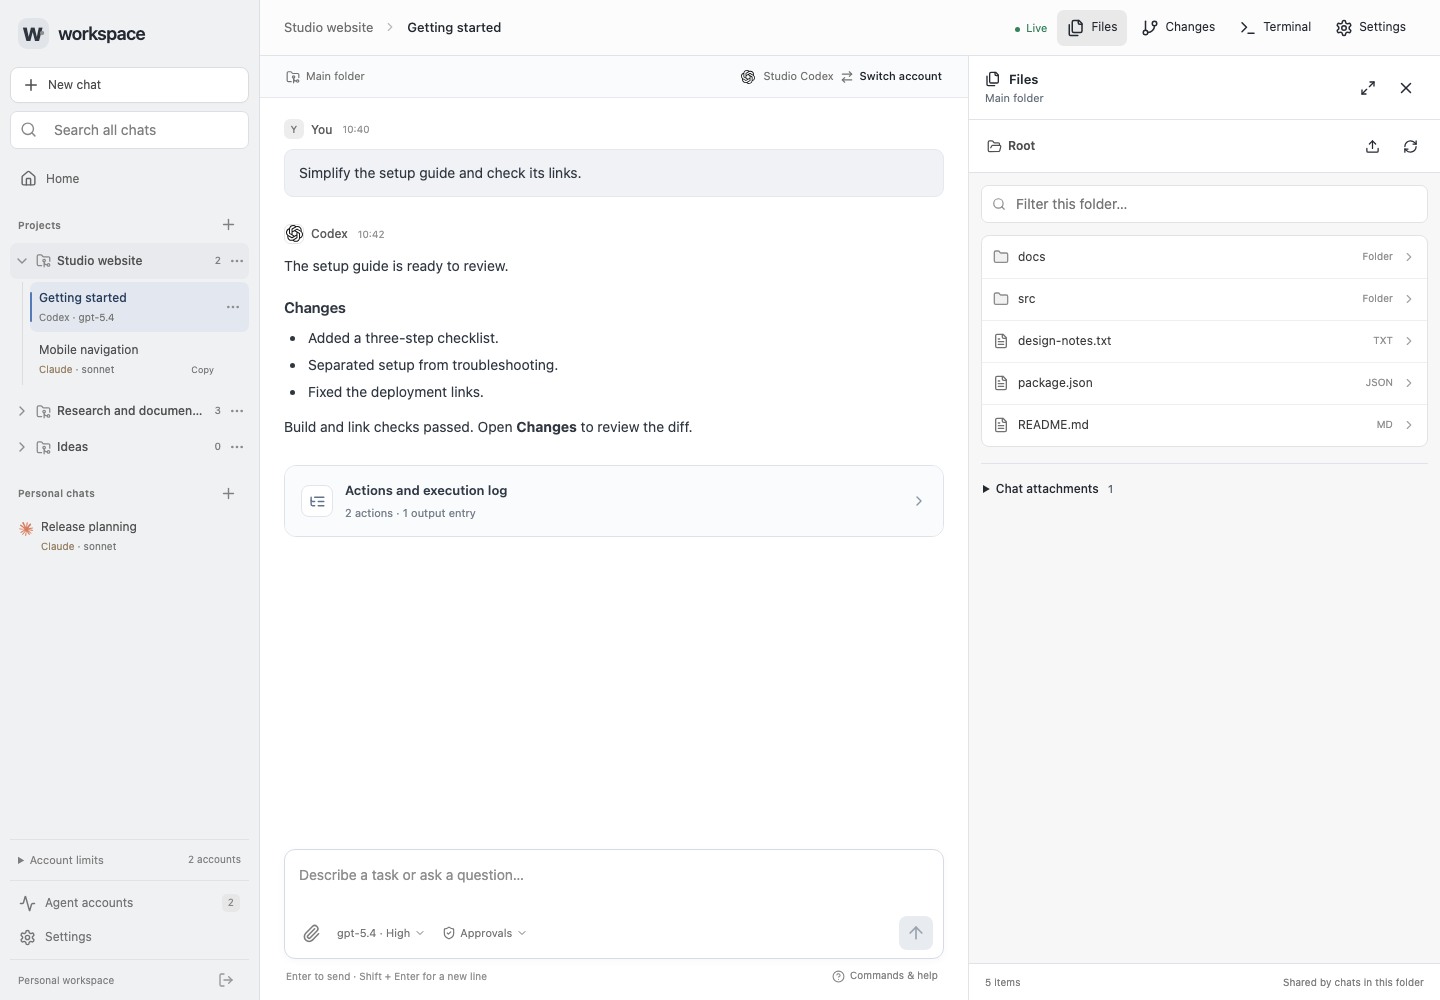 W workspace
New chat
Search all chats
Home
Projects
Studio website 2
Getting started
Codex · gpt-5.4
Mobile navigation
Claude · sonnet Copy
Research and documen... 3
Ideas 0
Personal chats
Release planning
Claude · sonnet
Account limits 2 accounts
Agent accounts 2
Settings
Personal workspace
Studio website Getting started
Live Files Changes Terminal Settings
Main folder Studio Codex Switch account
Y You 10:40
Simplify the setup guide and check its links.
Codex 10:42
The setup guide is ready to review.
Changes
• Added a three-step checklist.
• Separated setup from troubleshooting.
• Fixed the deployment links.
Build and link checks passed. Open Changes to review the diff.
Actions and execution log
2 actions · 1 output entry
Describe a task or ask a question...
gpt-5.4 · High Approvals
Enter to send · Shift + Enter for a new line Commands & help
Files
Main folder
Root
Filter this folder...
docs Folder
src Folder
design-notes.txt TXT
package.json JSON
README.md MD
Chat attachments 1
5 items Shared by chats in this folder